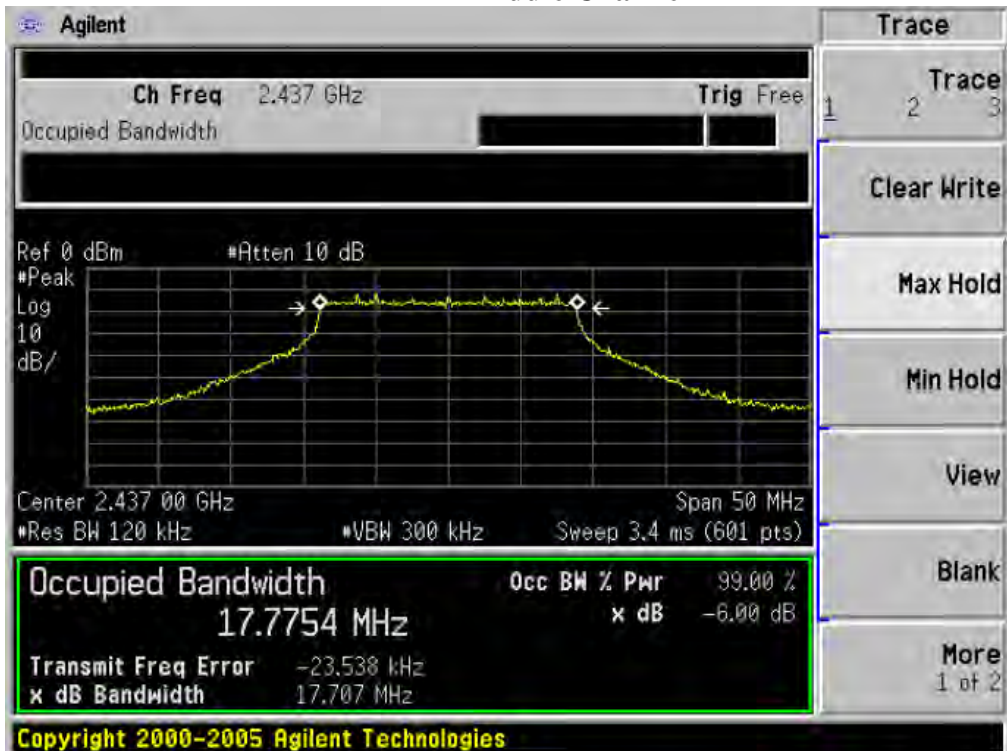 Agilent
Trace
Ch Freq 2.437 GHz Trig Free
Occupied Bandwidth
Trace
1 2 3
Clear Write
Max Hold
Min Hold
View
Blank
More
1 of 2
Ref 0 dBm #Atten 10 dB
#Peak
Log
10
dB/
Center 2.437 00 GHz Span 50 MHz
#Res BW 120 kHz #VBW 300 kHz Sweep 3.4 ms (601 pts)
Occupied Bandwidth Occ BW % Pwr 99.00 %
17.7754 MHz x dB -6.00 dB
Transmit Freq Error -23.538 kHz
x dB Bandwidth 17.707 MHz
Copyright 2000-2005 Agilent Technologies